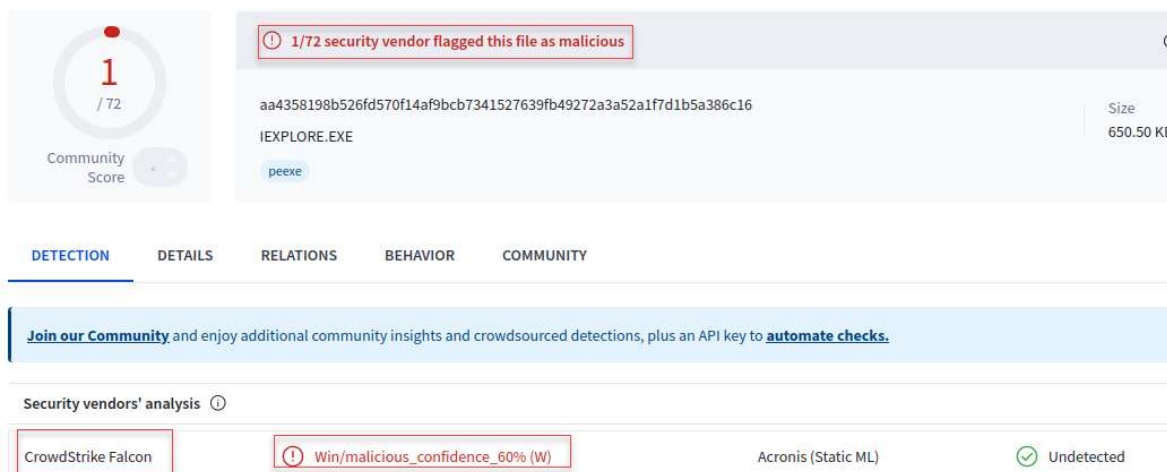 1
/ 72
Community
Score
1/72 security vendor flagged this file as malicious
aa4358198b526fd570f14af9bcb7341527639fb49272a3a52a1f7d1b5a386c16
IEXPLORE.EXE
peexe
Size
650.50 KB
DETECTION DETAILS RELATIONS BEHAVIOR COMMUNITY
Join our Community and enjoy additional community insights and crowdsourced detections, plus an API key to automate checks.
Security vendors' analysis
CrowdStrike Falcon Win/malicious_confidence_60% (W) Acronis (Static ML) Undetected